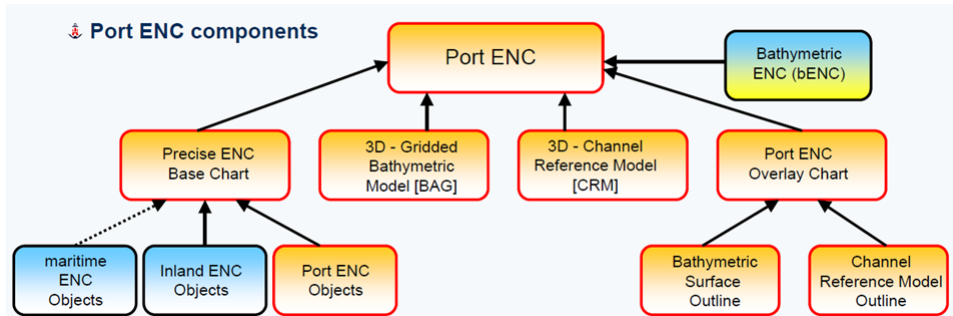 Port ENC components
Port ENC
Bathymetric
ENC (bENC)
Precise ENC
Base Chart
3D - Gridded
Bathymetric
Model [BAG]
3D - Channel
Reference Model
[CRM]
Port ENC
Overlay Chart
maritime
ENC
Objects
Inland ENC
Objects
Port ENC
Objects
Bathymetric
Surface
Outline
Channel
Reference Model
Outline